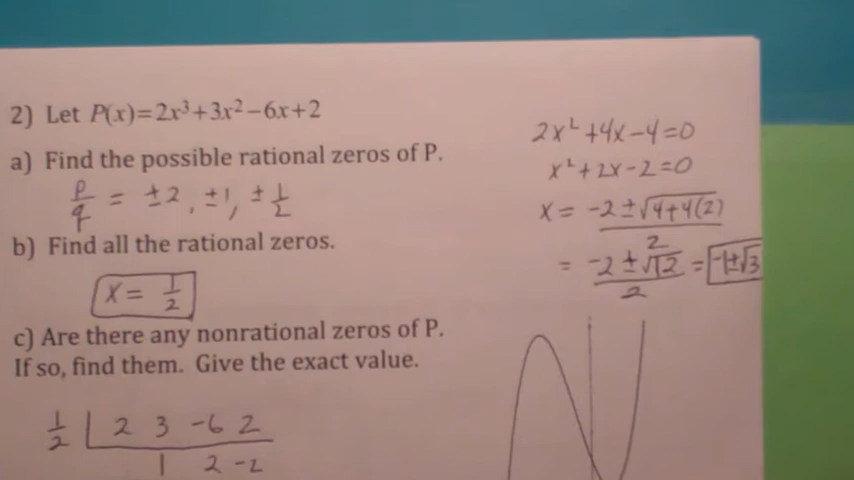 2) Let P(x)=2x³+3x²−6x+2
a) Find the possible rational zeros of P.
p/q = ±2, ±1, ±1/2
b) Find all the rational zeros.
x = 1/2
c) Are there any nonrational zeros of P.
If so, find them. Give the exact value.
1/2 | 2 3 -6 2
1 2 -2
2x²+4x-4=0
x²+2x-2=0
x = (-2±√(4+4(2)))/2
= (-2±√12)/2 = -1±√3